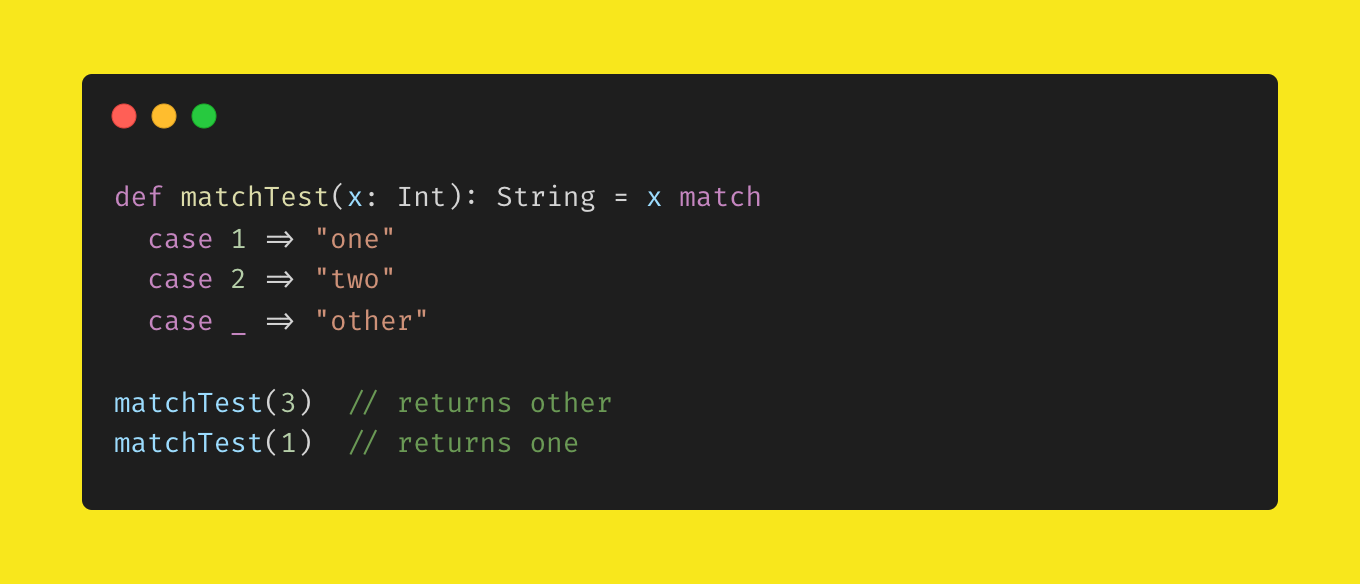 def matchTest(x: Int): String = x match
  case 1 => "one"
  case 2 => "two"
  case _ => "other"

matchTest(3)  // returns other
matchTest(1)  // returns one